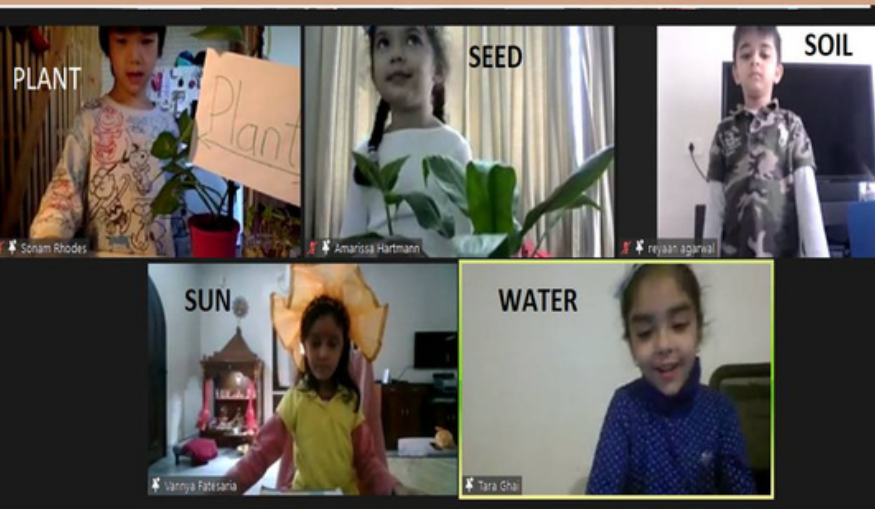 PLANT
Plant
Sonam Rhodes
SEED
Amarissa Hartmann
SOIL
reyaan agarwal
SUN
Vannya Fatesaria
WATER
Tara Ghai